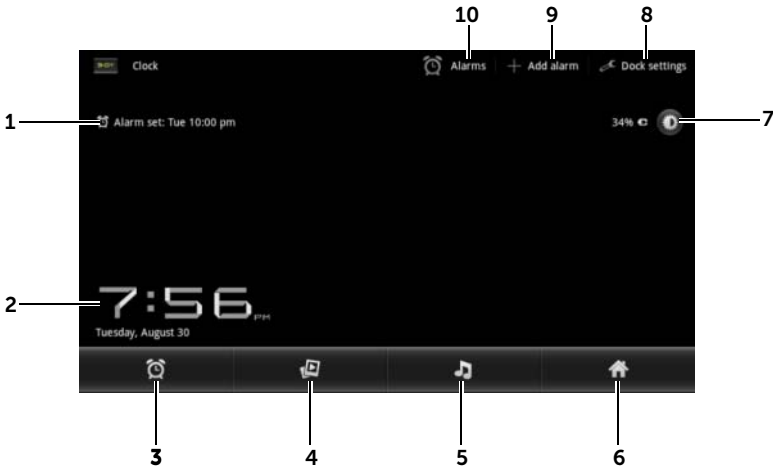 10 9 8
Clock Alarms Add alarm Dock settings
1 Alarm set: Tue 10:00 pm 34% 7
2 7:56 PM
Tuesday, August 30
3 4 5 6